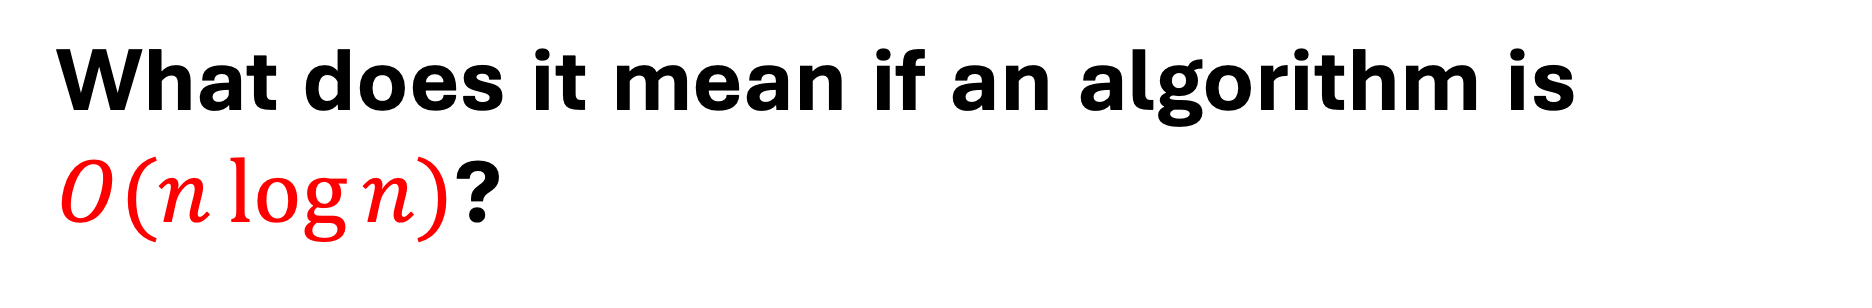 What does it mean if an algorithm is
O(n log n)?